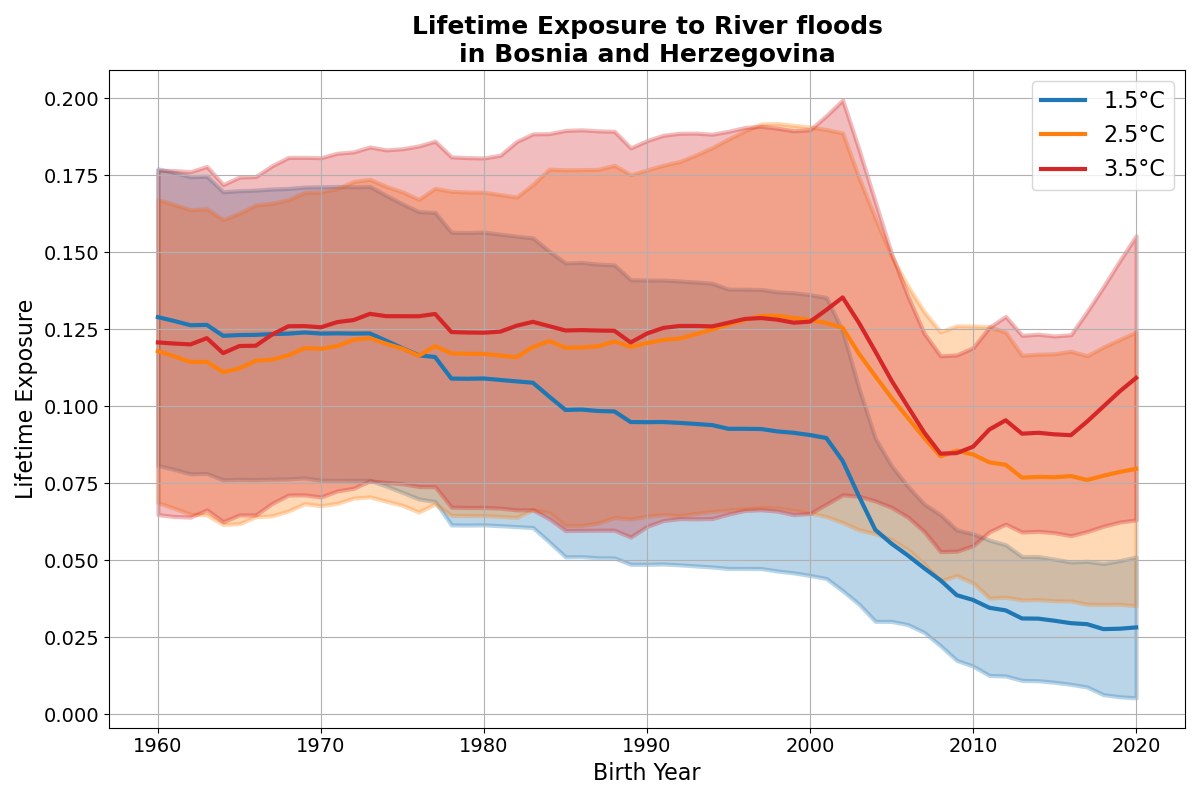 Lifetime Exposure to River floods
in Bosnia and Herzegovina
Lifetime Exposure
0.200
0.175
0.150
0.125
0.100
0.075
0.050
0.025
0.000
1.5°C
2.5°C
3.5°C
1960 1970 1980 1990 2000 2010 2020
Birth Year